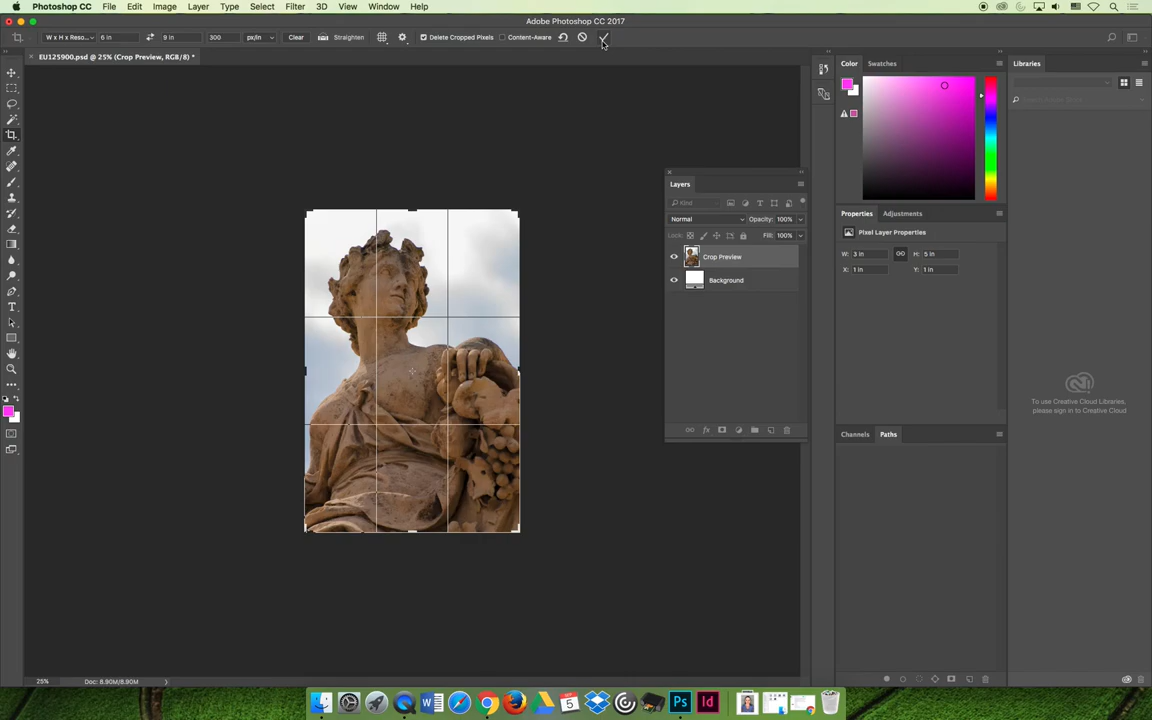 Photoshop CC File Edit Image Layer Type Select Filter 3D View Window Help
Adobe Photoshop CC 2017
W x H x Reso... 6 in 9 in 300 px/in Clear Straighten Delete Cropped Pixels Content-Aware
EU125900.psd @ 25% (Crop Preview, RGB/8) *
Color Swatches
Libraries
Layers
Kind
Normal Opacity: 100%
Lock: Fill: 100%
Crop Preview
Background
Properties Adjustments
Pixel Layer Properties
W: 3 in H: 5 in
X: 1 in Y: 1 in
To use Creative Cloud Libraries,
please sign in to Creative Cloud
Channels Paths
25% Doc: 8.90M/8.90M
5
W
Ps
Id